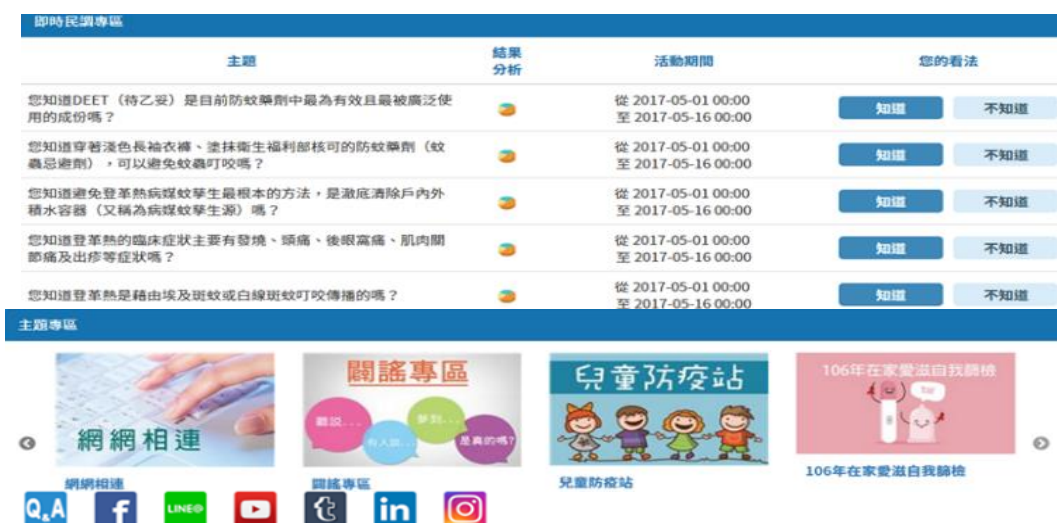 即時民調專區
主題
結果
分析
活動期間
您的看法
您知道DEET（待乙妥）是目前防蚊藥劑中最為有效且最被廣泛使
用的成份嗎？
從 2017-05-01 00:00
至 2017-05-16 00:00
知道
不知道
您知道穿著淺色長袖衣褲、塗抹衛生福利部核可的防蚊藥劑（蚊
蟲忌避劑），可以避免蚊蟲叮咬嗎？
從 2017-05-01 00:00
至 2017-05-16 00:00
知道
不知道
您知道避免登革熱病媒蚊孳生最根本的方法，是澈底清除戶內外
積水容器（又稱為病媒蚊孳生源）嗎？
從 2017-05-01 00:00
至 2017-05-16 00:00
知道
不知道
您知道登革熱的臨床症狀主要有發燒、頭痛、後眼窩痛、肌肉關
節痛及出疹等症狀嗎？
從 2017-05-01 00:00
至 2017-05-16 00:00
知道
不知道
您知道登革熱是藉由埃及斑蚊或白線斑蚊叮咬傳播的嗎？
從 2017-05-01 00:00
至 2017-05-16 00:00
知道
不知道
主題專區
網網相連
闢謠專區
聽說...
有人說...
夢到...
是真的嗎?
兒童防疫站
106年在家愛滋自我篩檢
網網相連
闢謠專區
兒童防疫站
106年在家愛滋自我篩檢
Q&A
f
LINE@
t
in